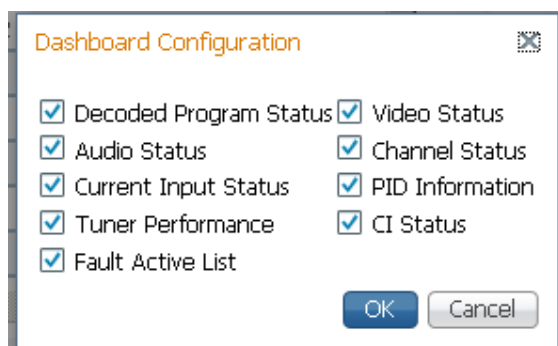 Dashboard Configuration
Decoded Program Status Video Status
Audio Status Channel Status
Current Input Status PID Information
Tuner Performance CI Status
Fault Active List
OK Cancel